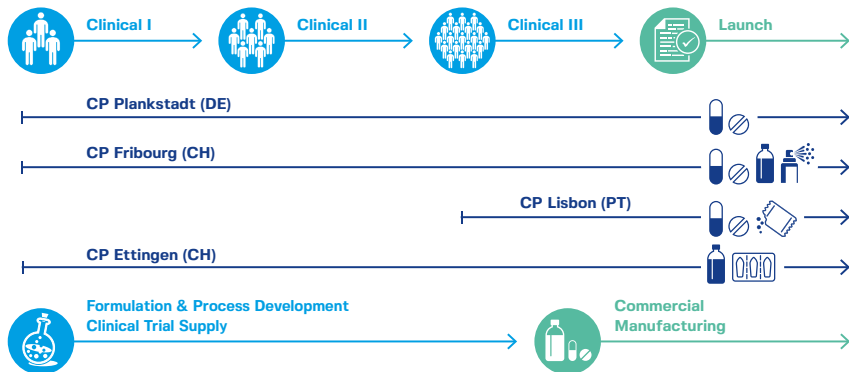 Clinical I
Clinical II
Clinical III
Launch
CP Plankstadt (DE)
CP Fribourg (CH)
CP Lisbon (PT)
CP Ettingen (CH)
Formulation & Process Development
Clinical Trial Supply
Commercial
Manufacturing